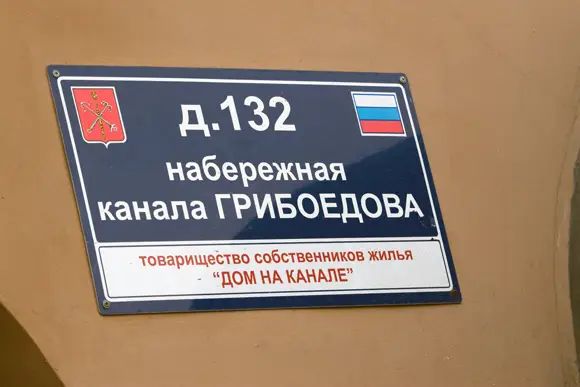 д.132
набережная
канала ГРИБОЕДОВА
товарищество собственников жилья
“ДОМ НА КАНАЛЕ”